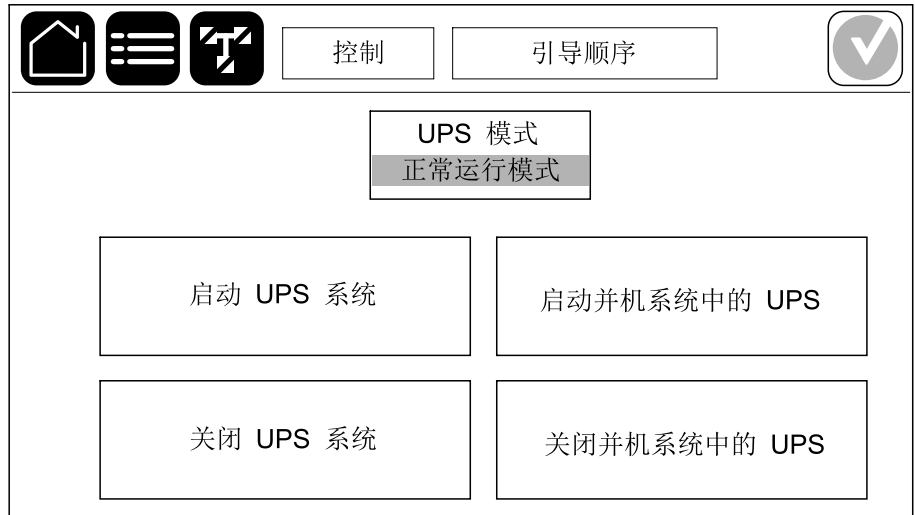 控制
引导顺序
UPS 模式
正常运行模式
启动 UPS 系统
启动并机系统中的 UPS
关闭 UPS 系统
关闭并机系统中的 UPS